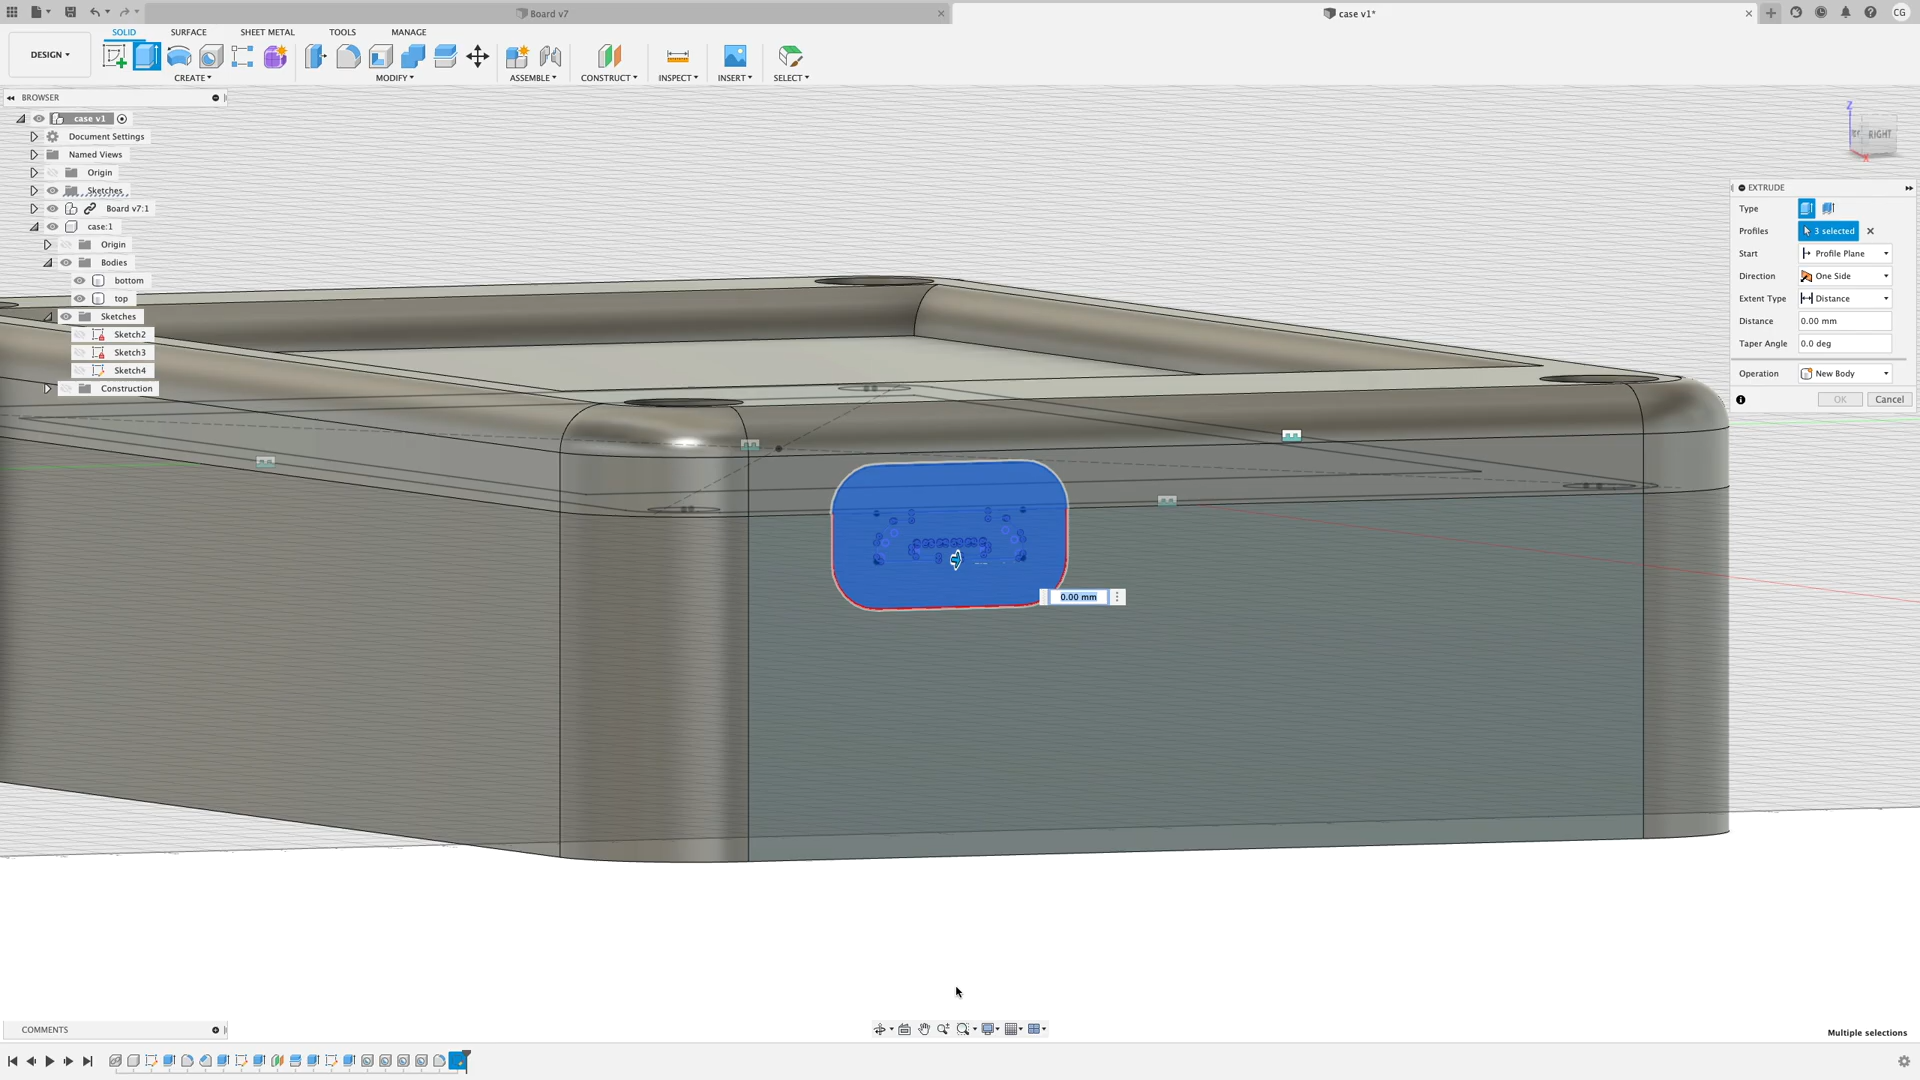 Board v7
case v1*
CG
DESIGN
SOLID
SURFACE
SHEET METAL
TOOLS
MANAGE
CREATE
MODIFY
ASSEMBLE
CONSTRUCT
INSPECT
INSERT
SELECT
BROWSER
case v1
Document Settings
Named Views
Origin
Sketches
Board v7:1
case:1
Origin
Bodies
bottom
top
Sketches
Sketch2
Sketch3
Sketch4
Construction
Z
RIGHT
X
EXTRUDE
Type
Profiles 3 selected
Start Profile Plane
Direction One Side
Extent Type Distance
Distance 0.00 mm
Taper Angle 0.0 deg
Operation New Body
OK Cancel
0.00 mm
COMMENTS
Multiple selections